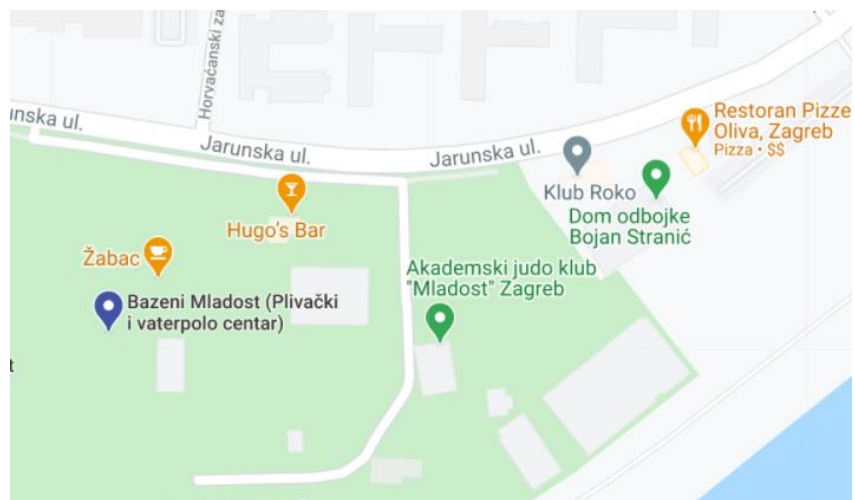 Horvaćanski za
unska ul.
Jarunska ul.
Jarunska ul.
Restoran Pizze
Oliva, Zagreb
Pizza • $$
Klub Roko
Dom odbojke
Bojan Stranić
Hugo's Bar
Žabac
Akademski judo klub
"Mladost" Zagreb
Bazeni Mladost (Plivački
i vaterpolo centar)
t